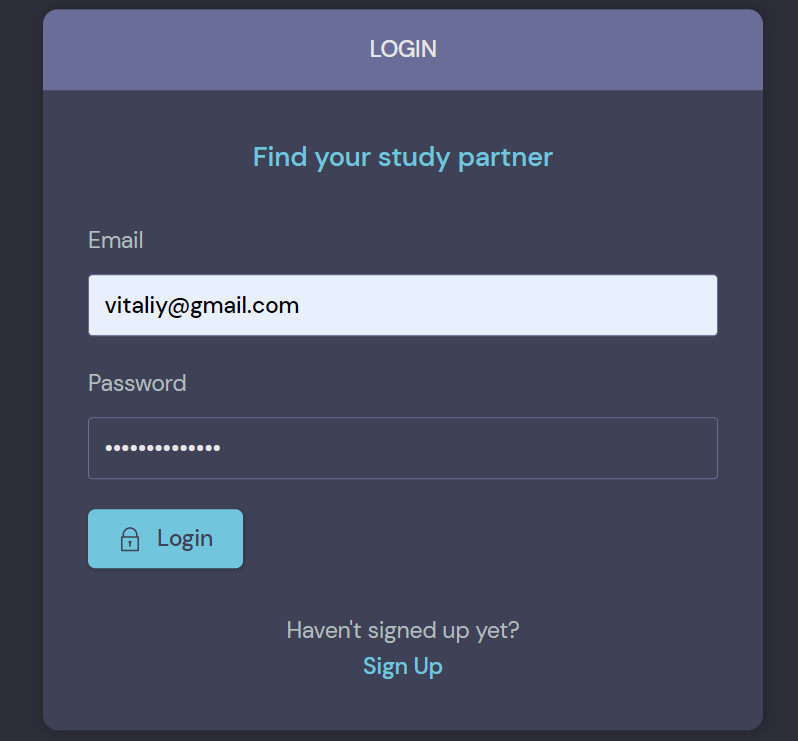 LOGIN
Find your study partner
Email
vitaliy@gmail.com
Password
••••••••••••••
Login
Haven't signed up yet?
Sign Up